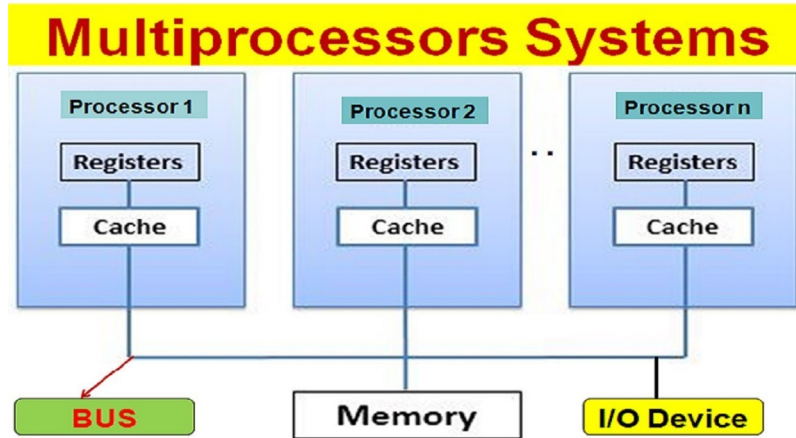 Multiprocessors Systems
Processor 1
Processor 2
Processor n
Registers
Registers
. .
Registers
Cache
Cache
Cache
BUS
Memory
I/O Device